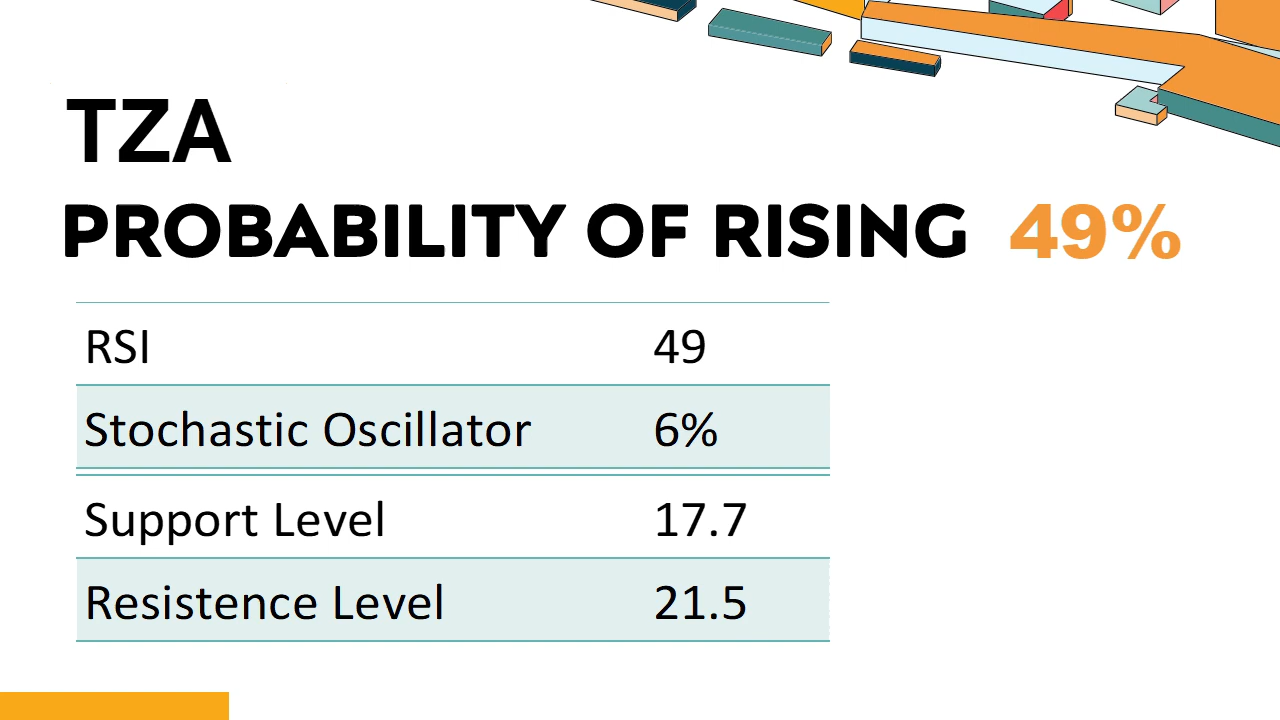 TZA
PROBABILITY OF RISING 49%
RSI 49
Stochastic Oscillator 6%
Support Level 17.7
Resistence Level 21.5